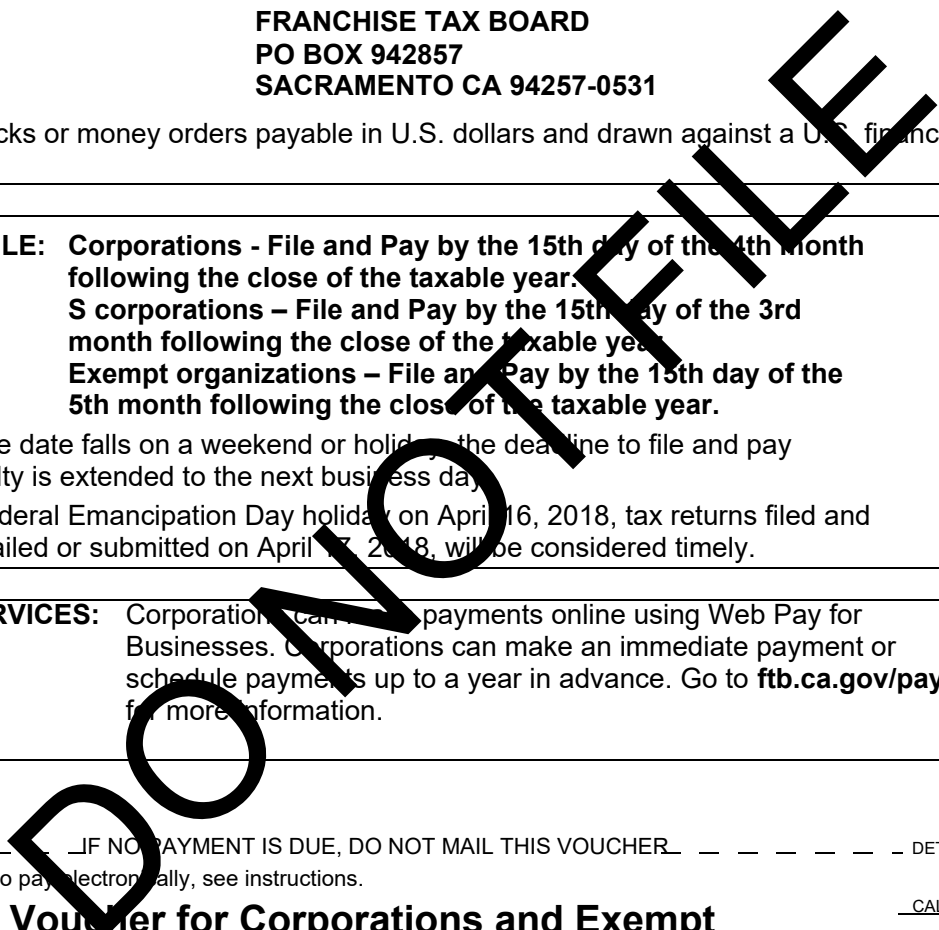 FRANCHISE TAX BOARD
PO BOX 942857
SACRAMENTO CA 94257-0531
cks or money orders payable in U.S. dollars and drawn against a U.S. financ
LE: Corporations - File and Pay by the 15th day of the 4th month
following the close of the taxable year.
S corporations – File and Pay by the 15th day of the 3rd
month following the close of the taxable year.
Exempt organizations – File and Pay by the 15th day of the
5th month following the close of the taxable year.
e date falls on a weekend or holiday, the deadline to file and pay
lty is extended to the next business day.
deral Emancipation Day holiday on April 16, 2018, tax returns filed and
ailed or submitted on April 17, 2018, will be considered timely.
RVICES: Corporations can make payments online using Web Pay for
Businesses. Corporations can make an immediate payment or
schedule payments up to a year in advance. Go to ftb.ca.gov/pay
for more information.
IF NO PAYMENT IS DUE, DO NOT MAIL THIS VOUCHER DET
o pay electronically, see instructions.
CAL
Voucher for Corporations and Exempt
DO NOT FILE